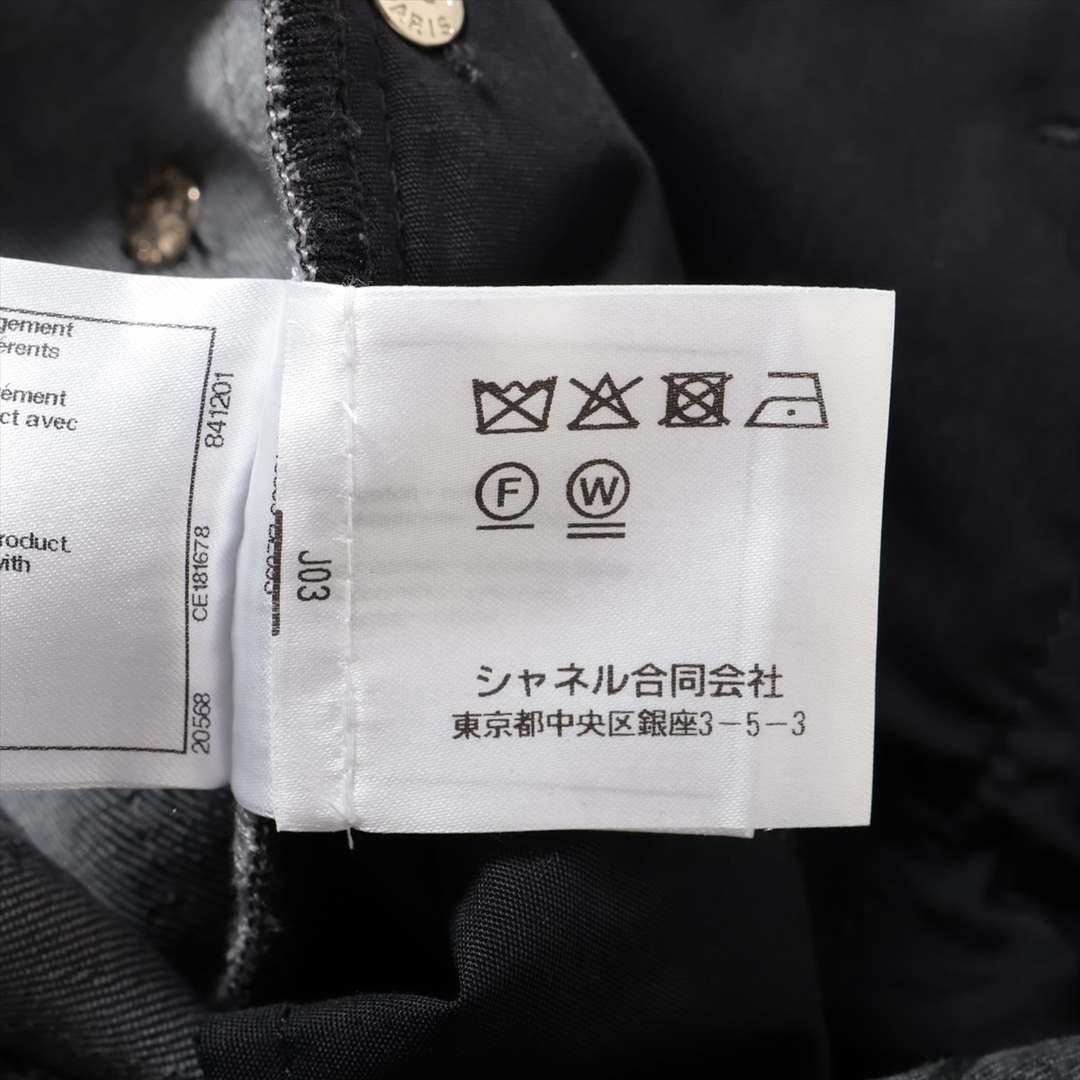 ARIS
gement
érents
ément
ct avec
roduct.
with
841201
CE181678
20568
J03
F
W
シャネル合同会社
東京都中央区銀座3-5-3